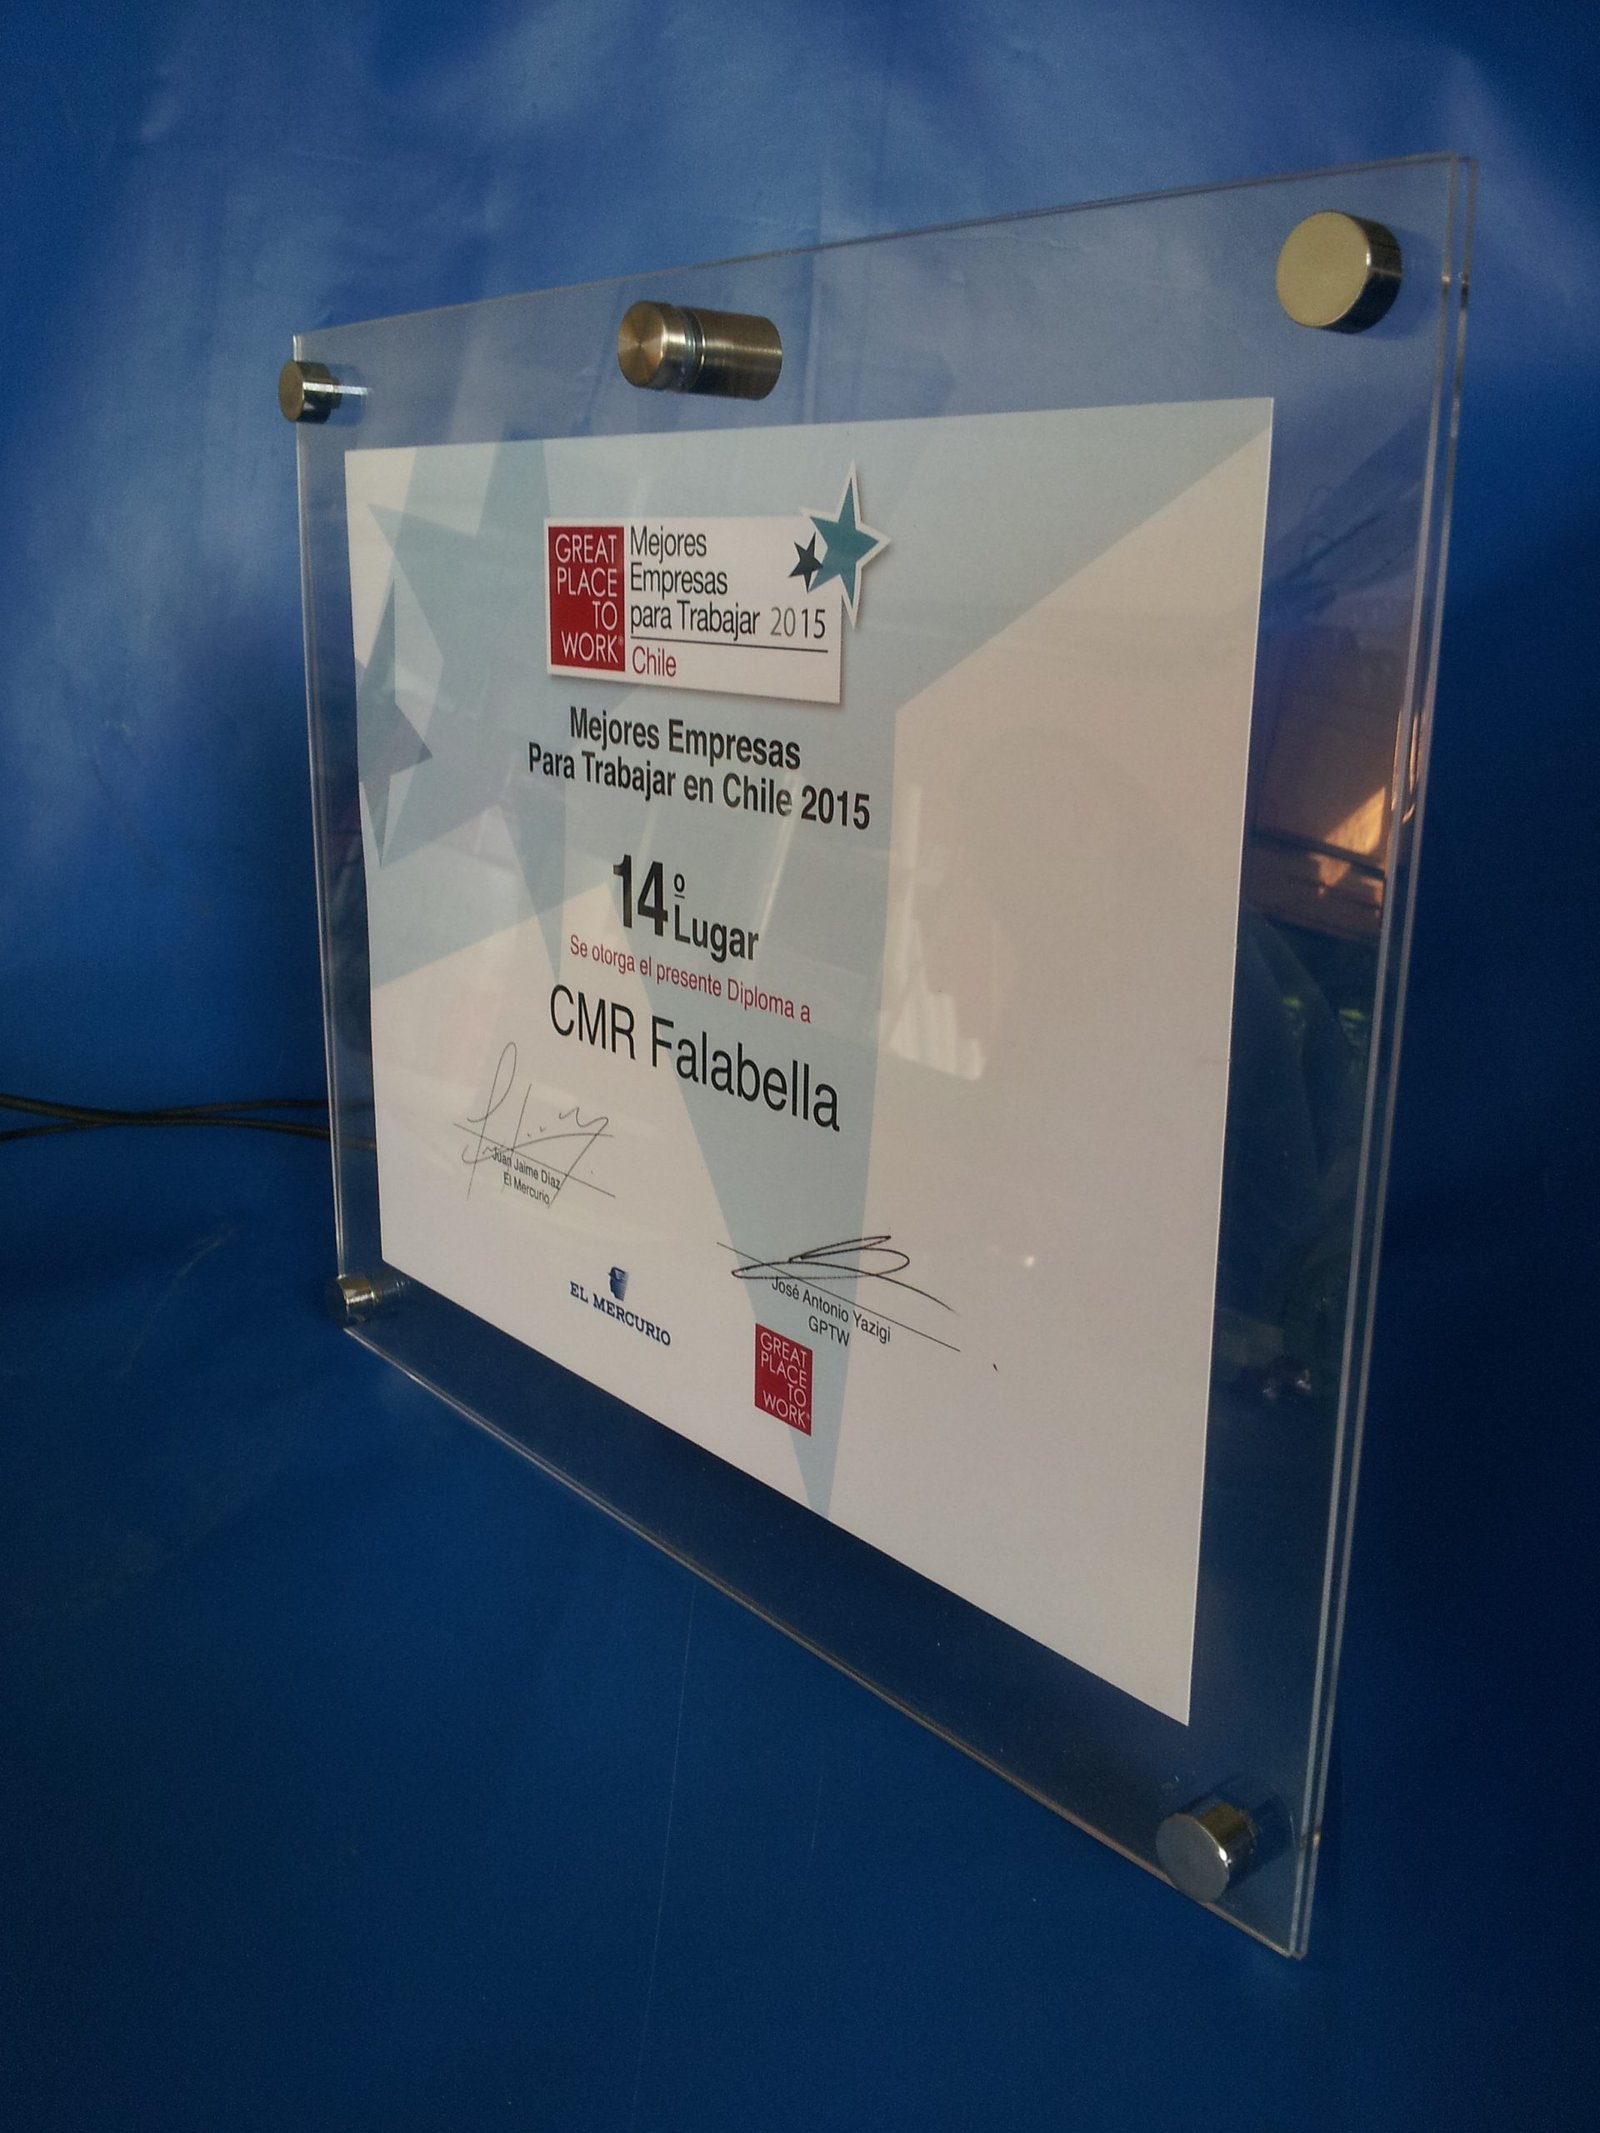 GREAT
PLACE
TO
WORK®
Mejores
Empresas
para Trabajar 2015
Chile
Mejores Empresas
Para Trabajar en Chile 2015
14º Lugar
Se otorga el presente Diploma a
CMR Falabella
Juan Jaime Díaz
El Mercurio
José Antonio Yazigi
GPTW
EL MERCURIO
GREAT
PLACE
TO
WORK®